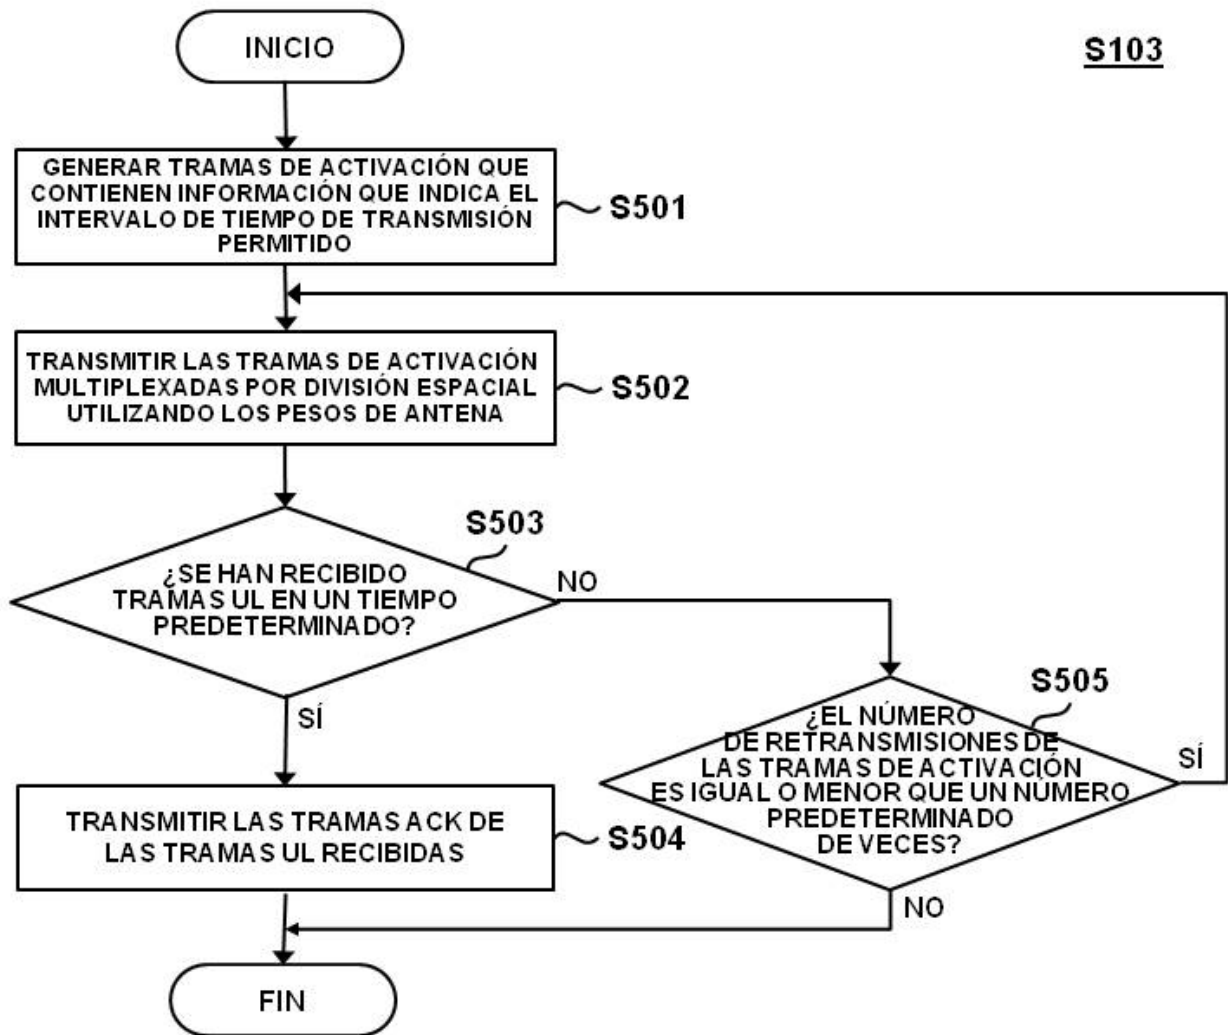 INICIO
S103
GENERAR TRAMAS DE ACTIVACIÓN QUE
CONTIENEN INFORMACIÓN QUE INDICA EL
INTERVALO DE TIEMPO DE TRANSMISIÓN
PERMITIDO
S501
TRANSMITIR LAS TRAMAS DE ACTIVACIÓN
MULTIPLEXADAS POR DIVISIÓN ESPACIAL
UTILIZANDO LOS PESOS DE ANTENA
S502
S503
¿SE HAN RECIBIDO
TRAMAS UL EN UN TIEMPO
PREDETERMINADO?
NO
SÍ
S505
¿EL NÚMERO
DE RETRANSMISIONES DE
LAS TRAMAS DE ACTIVACIÓN
ES IGUAL O MENOR QUE UN NÚMERO
PREDETERMINADO
DE VECES?
SÍ
NO
TRANSMITIR LAS TRAMAS ACK DE
LAS TRAMAS UL RECIBIDAS
S504
FIN